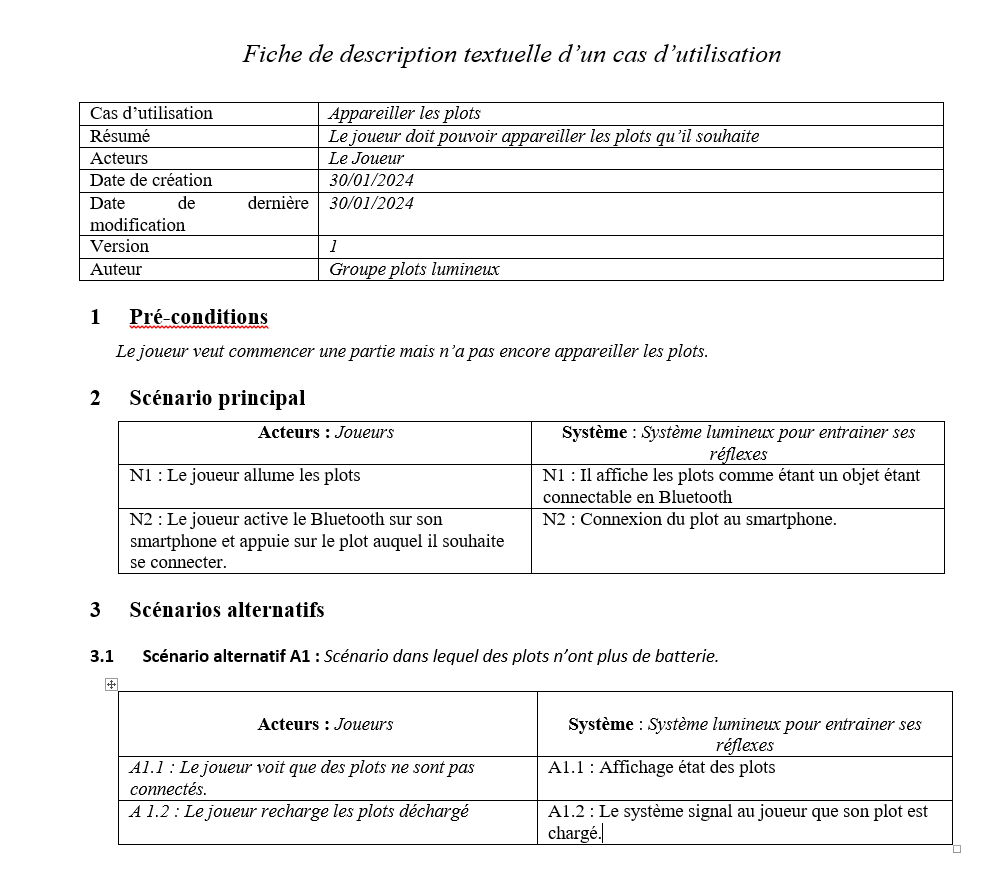 Fiche de description textuelle d’un cas d’utilisation
Cas d’utilisation Appareiller les plots
Résumé Le joueur doit pouvoir appareiller les plots qu’il souhaite
Acteurs Le Joueur
Date de création 30/01/2024
Date de dernière 30/01/2024
modification
Version 1
Auteur Groupe plots lumineux
1 Pré-conditions
Le joueur veut commencer une partie mais n’a pas encore appareiller les plots.
2 Scénario principal
Acteurs : Joueurs
Système : Système lumineux pour entrainer ses
réflexes
N1 : Le joueur allume les plots
N1 : Il affiche les plots comme étant un objet étant
connectable en Bluetooth
N2 : Le joueur active le Bluetooth sur son
smartphone et appuie sur le plot auquel il souhaite
se connecter.
N2 : Connexion du plot au smartphone.
3 Scénarios alternatifs
3.1 Scénario alternatif A1 : Scénario dans lequel des plots n’ont plus de batterie.
Acteurs : Joueurs
Système : Système lumineux pour entrainer ses
réflexes
A1.1 : Le joueur voit que des plots ne sont pas
connectés.
A1.1 : Affichage état des plots
A 1.2 : Le joueur recharge les plots déchargé
A1.2 : Le système signal au joueur que son plot est
chargé.